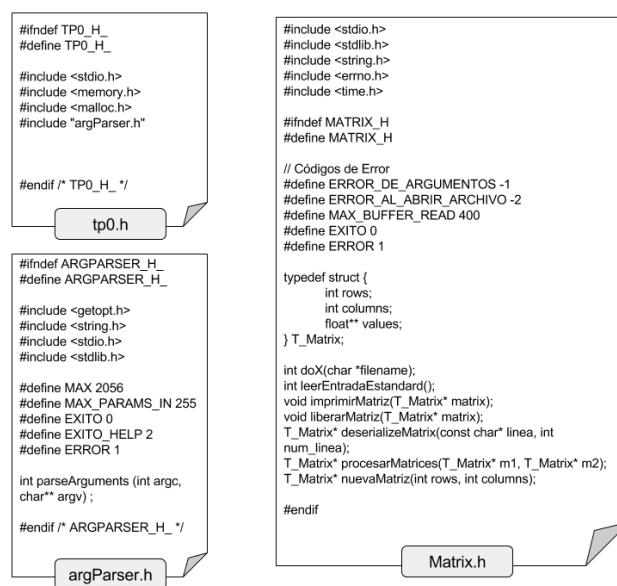 #ifndef TP0_H_
#define TP0_H_
#include <stdio.h>
#include <memory.h>
#include <malloc.h>
#include "argParser.h"
#endif /* TP0_H_ */
tp0.h
#ifndef ARGPARSER_H_
#define ARGPARSER_H_
#include <getopt.h>
#include <string.h>
#include <stdio.h>
#include <stdlib.h>
#define MAX 2056
#define MAX_PARAMS_IN 255
#define EXITO 0
#define EXITO_HELP 2
#define ERROR 1
int parseArguments (int argc,
char** argv) ;
#endif /* ARGPARSER_H_ */
argParser.h
#include <stdio.h>
#include <stdlib.h>
#include <string.h>
#include <errno.h>
#include <time.h>
#ifndef MATRIX_H
#define MATRIX_H
// Códigos de Error
#define ERROR_DE_ARGUMENTOS -1
#define ERROR_AL_ABRIR_ARCHIVO -2
#define MAX_BUFFER_READ 400
#define EXITO 0
#define ERROR 1
typedef struct {
int rows;
int columns;
float** values;
} T_Matrix;
int doX(char *filename);
int leerEntradaEstandard();
void imprimirMatriz(T_Matrix* matrix);
void liberarMatriz(T_Matrix* matrix);
T_Matrix* deserializeMatrix(const char* linea, int
num_linea);
T_Matrix* procesarMatrices(T_Matrix* m1, T_Matrix* m2);
T_Matrix* nuevaMatriz(int rows, int columns);
#endif
Matrix.h